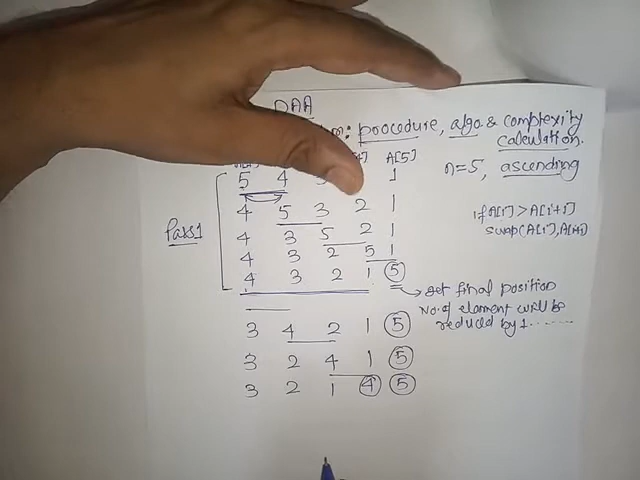 DAA
procedure, algo & complexity
calculation.
A[5]
n=5, ascending
5 4 1
4 5 3 2 1
if A[i] > A[i+1]
swap(A[i], A[i+1])
Pass1
4 3 5 2 1
4 3 2 5 1
4 3 2 1 5
→ get final position
No. of element will be
reduced by 1......
3 4 2 1 5
3 2 4 1 5
3 2 1 4 5